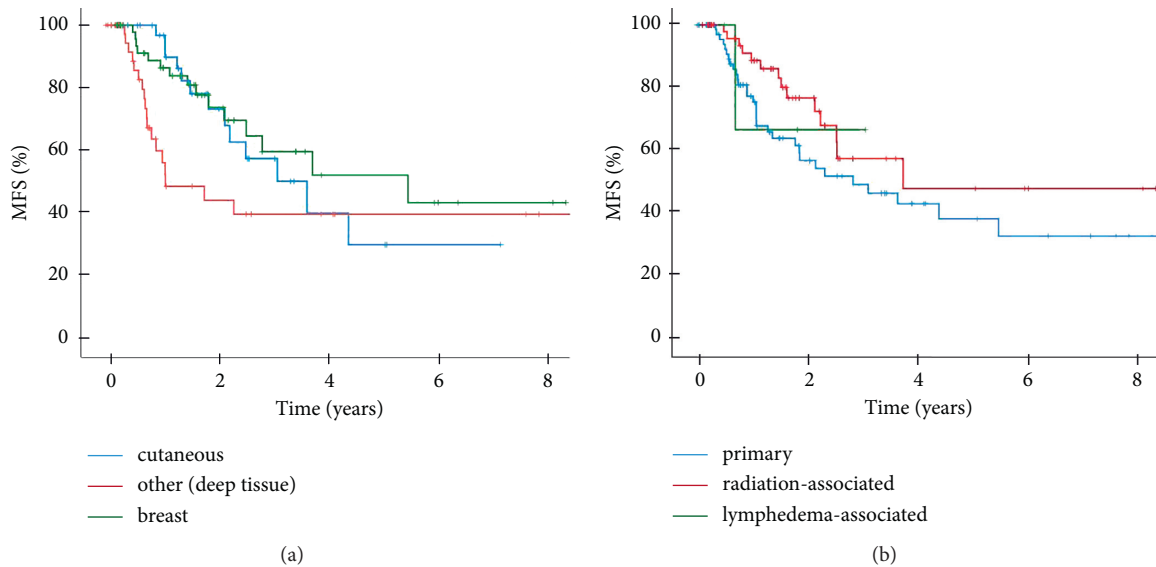 100
80
60
40
20
0
MFS (%)
0 2 4 6 8
Time (years)
cutaneous
other (deep tissue)
breast
(a)
100
80
60
40
20
0
MFS (%)
0 2 4 6 8
Time (years)
primary
radiation-associated
lymphedema-associated
(b)